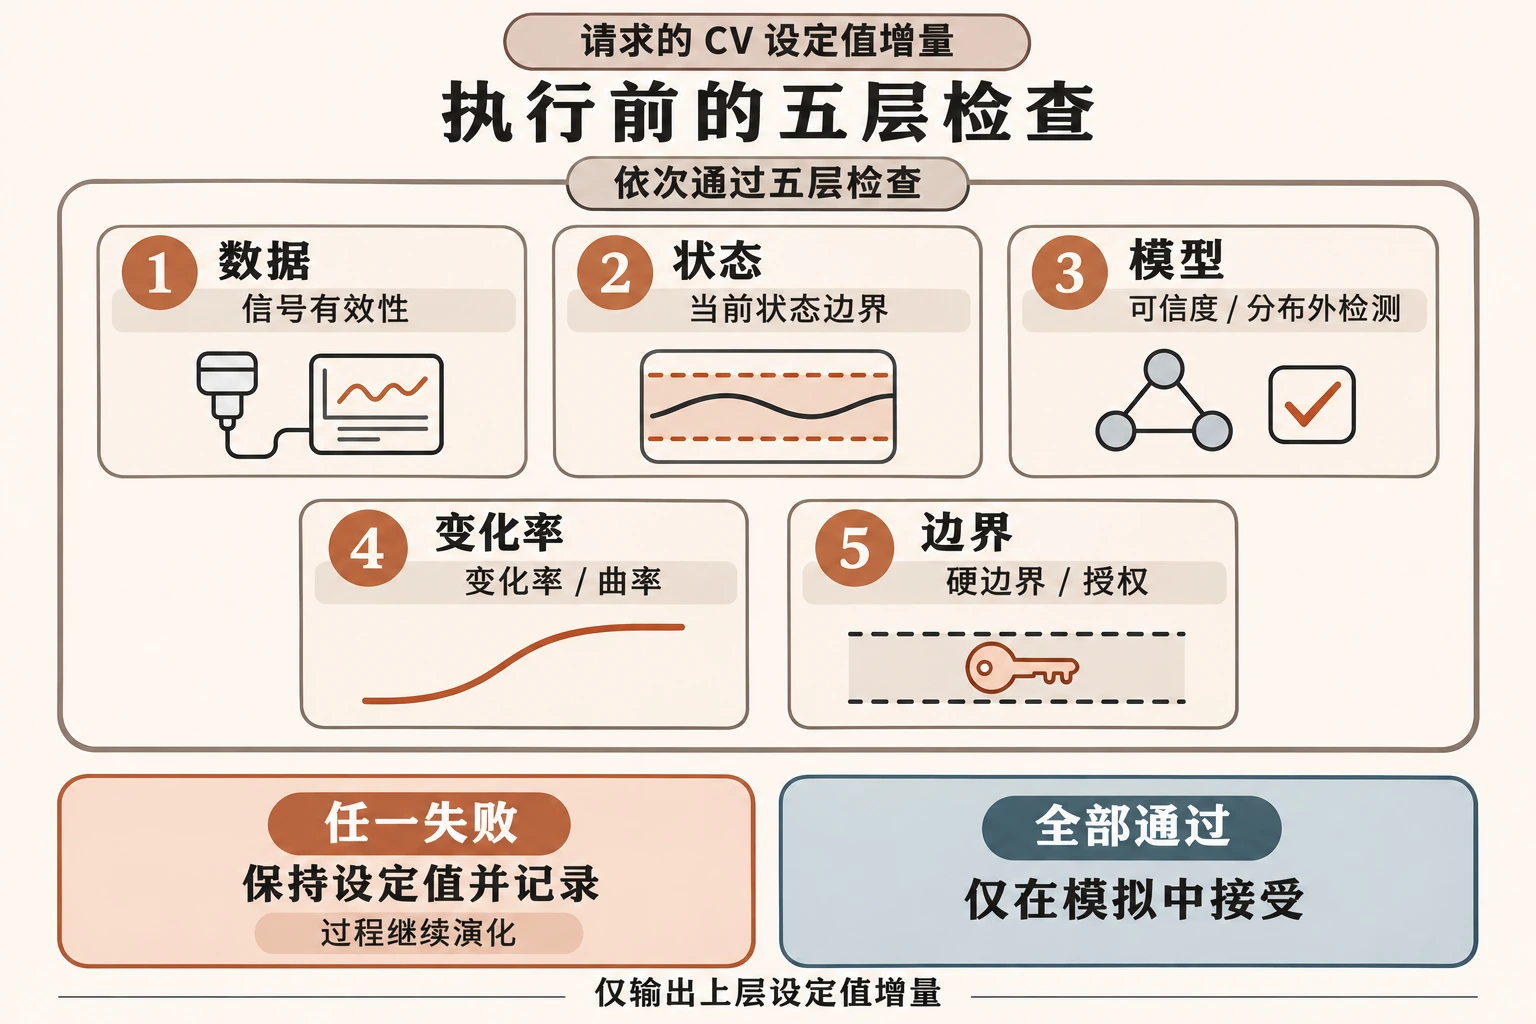 请求的 CV 设定值增量
执行前的五层检查
依次通过五层检查
1 数据
信号有效性
2 状态
当前状态边界
3 模型
可信度 / 分布外检测
4 变化率
变化率 / 曲率
5 边界
硬边界 / 授权
任一失败
保持设定值并记录
过程继续演化
全部通过
仅在模拟中接受
仅输出上层设定值增量